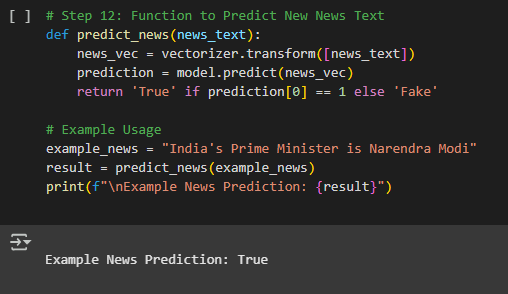 [ ] # Step 12: Function to Predict New News Text
def predict_news(news_text):
    news_vec = vectorizer.transform([news_text])
    prediction = model.predict(news_vec)
    return 'True' if prediction[0] == 1 else 'Fake'

# Example Usage
example_news = "India's Prime Minister is Narendra Modi"
result = predict_news(example_news)
print(f"\nExample News Prediction: {result}")

Example News Prediction: True